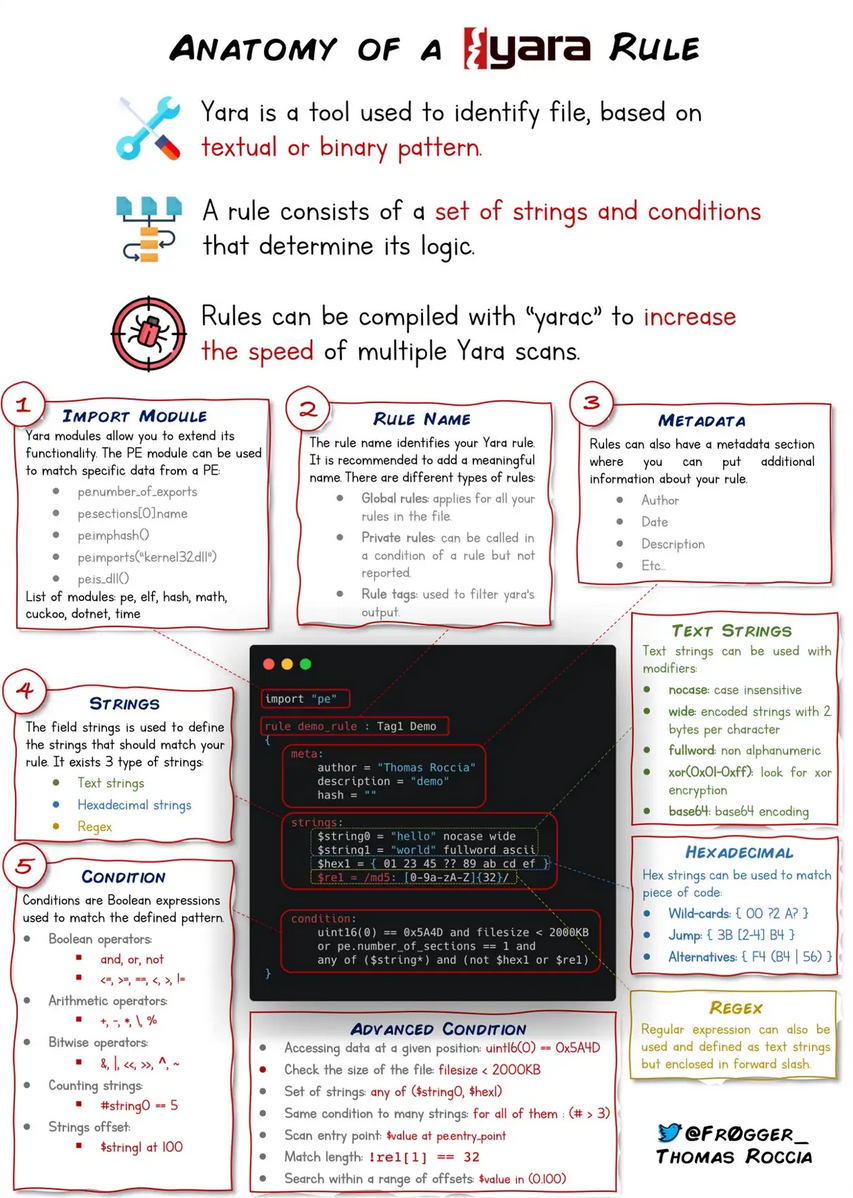 ANATOMY OF A yara RULE
Yara is a tool used to identify file, based on
textual or binary pattern.
A rule consists of a set of strings and conditions
that determine its logic.
Rules can be compiled with “yarac” to increase
the speed of multiple Yara scans.
1
IMPORT MODULE
Yara modules allow you to extend its
functionality. The PE module can be used
to match specific data from a PE:
• pe.number_of_exports
• pe.sections[0].name
• pe.imphash()
• pe.imports("kernel32.dll")
• pe.is_dll()
List of modules: pe, elf, hash, math,
cuckoo, dotnet, time
2
RULE NAME
The rule name identifies your Yara rule.
It is recommended to add a meaningful
name. There are different types of rules:
• Global rules: applies for all your
rules in the file.
• Private rules: can be called in
a condition of a rule but not
reported.
• Rule tags: used to filter yara's
output.
3
METADATA
Rules can also have a metadata section
where you can put additional
information about your rule.
• Author
• Date
• Description
• Etc...
4
STRINGS
The field strings is used to define
the strings that should match your
rule. It exists 3 type of strings:
• Text strings
• Hexadecimal strings
• Regex
5
CONDITION
Conditions are Boolean expressions
used to match the defined pattern.
• Boolean operators:
▪ and, or, not
▪ <=, >=, ==, <, >, !=
• Arithmetic operators:
▪ +, -, *, \, %
• Bitwise operators:
▪ &, |, <<, >>, ^, ~
• Counting strings:
▪ #string0 == 5
• Strings offset:
▪ $string1 at 100
import "pe"
rule demo_rule : Tag1 Demo
{
meta:
author = "Thomas Roccia"
description = "demo"
hash = ""
strings:
$string0 = "hello" nocase wide
$string1 = "world" fullword ascii
$hex1 = { 01 23 45 ?? 89 ab cd ef }
$re1 = /md5: [0-9a-zA-Z]{32}/
condition:
uint16(0) == 0x5A4D and filesize < 2000KB
or pe.number_of_sections == 1 and
any of ($string*) and (not $hex1 or $re1)
}
TEXT STRINGS
Text strings can be used with
modifiers:
• nocase: case insensitive
• wide: encoded strings with 2
bytes per character
• fullword: non alphanumeric
• xor(0x01-0xff): look for xor
encryption
• base64: base64 encoding
HEXADECIMAL
Hex strings can be used to match
piece of code:
• Wild-cards: { 00 ?2 A? }
• Jump: { 3B [2-4] B4 }
• Alternatives: { F4 (B4 | 56) }
REGEX
Regular expression can also be
used and defined as text strings
but enclosed in forward slash.
ADVANCED CONDITION
• Accessing data at a given position: uint16(0) == 0x5A4D
• Check the size of the file: filesize < 2000KB
• Set of strings: any of ($string0, $hex1)
• Same condition to many strings: for all of them : (# > 3)
• Scan entry point: $value at pe.entry_point
• Match length: !re1[1] == 32
• Search within a range of offsets: $value in (0..100)
@FR0GGER_
THOMAS ROCCIA